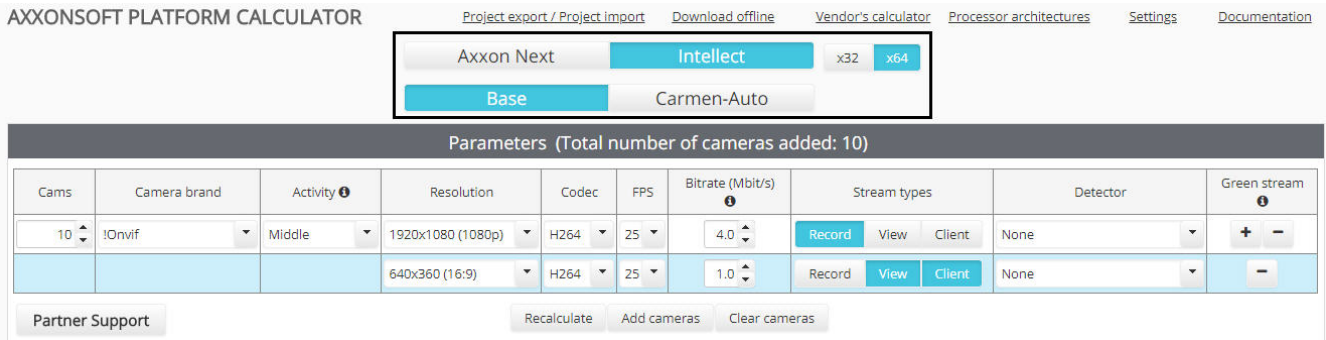 AXXONSOFT PLATFORM CALCULATOR Project export / Project import Download offline Vendor's calculator Processor architectures Settings Documentation
Axxon Next Intellect x32 x64
Base Carmen-Auto
Parameters (Total number of cameras added: 10)
Cams Camera brand Activity Resolution Codec FPS Bitrate (Mbit/s) Stream types Detector Green stream
10 !Onvif Middle 1920x1080 (1080p) H264 25 4.0 Record View Client None + −
640x360 (16:9) H264 25 1.0 Record View Client None −
Partner Support Recalculate Add cameras Clear cameras